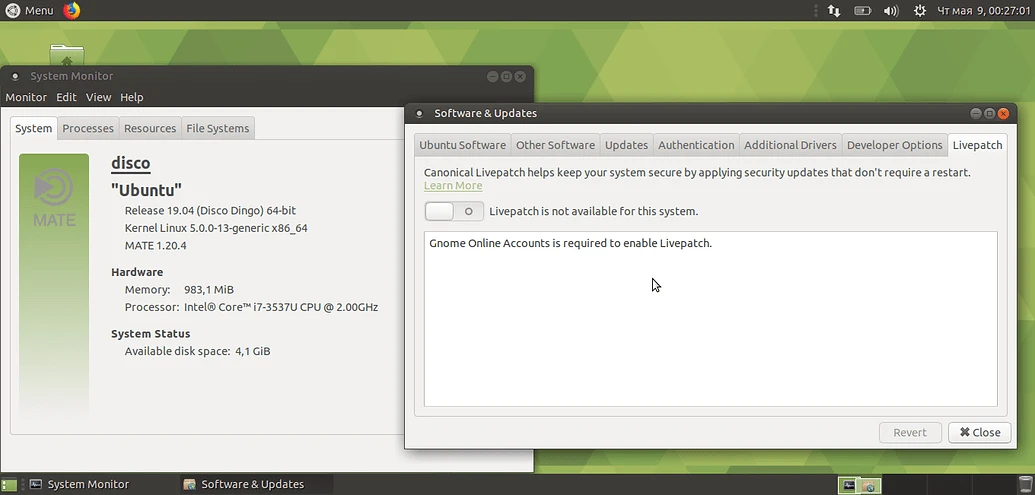 Menu
Чт мая 9, 00:27:01
System Monitor
Monitor Edit View Help
System Processes Resources File Systems
MATE
disco
"Ubuntu"
Release 19.04 (Disco Dingo) 64-bit
Kernel Linux 5.0.0-13-generic x86_64
MATE 1.20.4
Hardware
Memory: 983,1 MiB
Processor: Intel® Core™ i7-3537U CPU @ 2.00GHz
System Status
Available disk space: 4,1 GiB
Software & Updates
Ubuntu Software Other Software Updates Authentication Additional Drivers Developer Options Livepatch
Canonical Livepatch helps keep your system secure by applying security updates that don't require a restart.
Learn More
Livepatch is not available for this system.
Gnome Online Accounts is required to enable Livepatch.
Revert Close
System Monitor Software & Updates